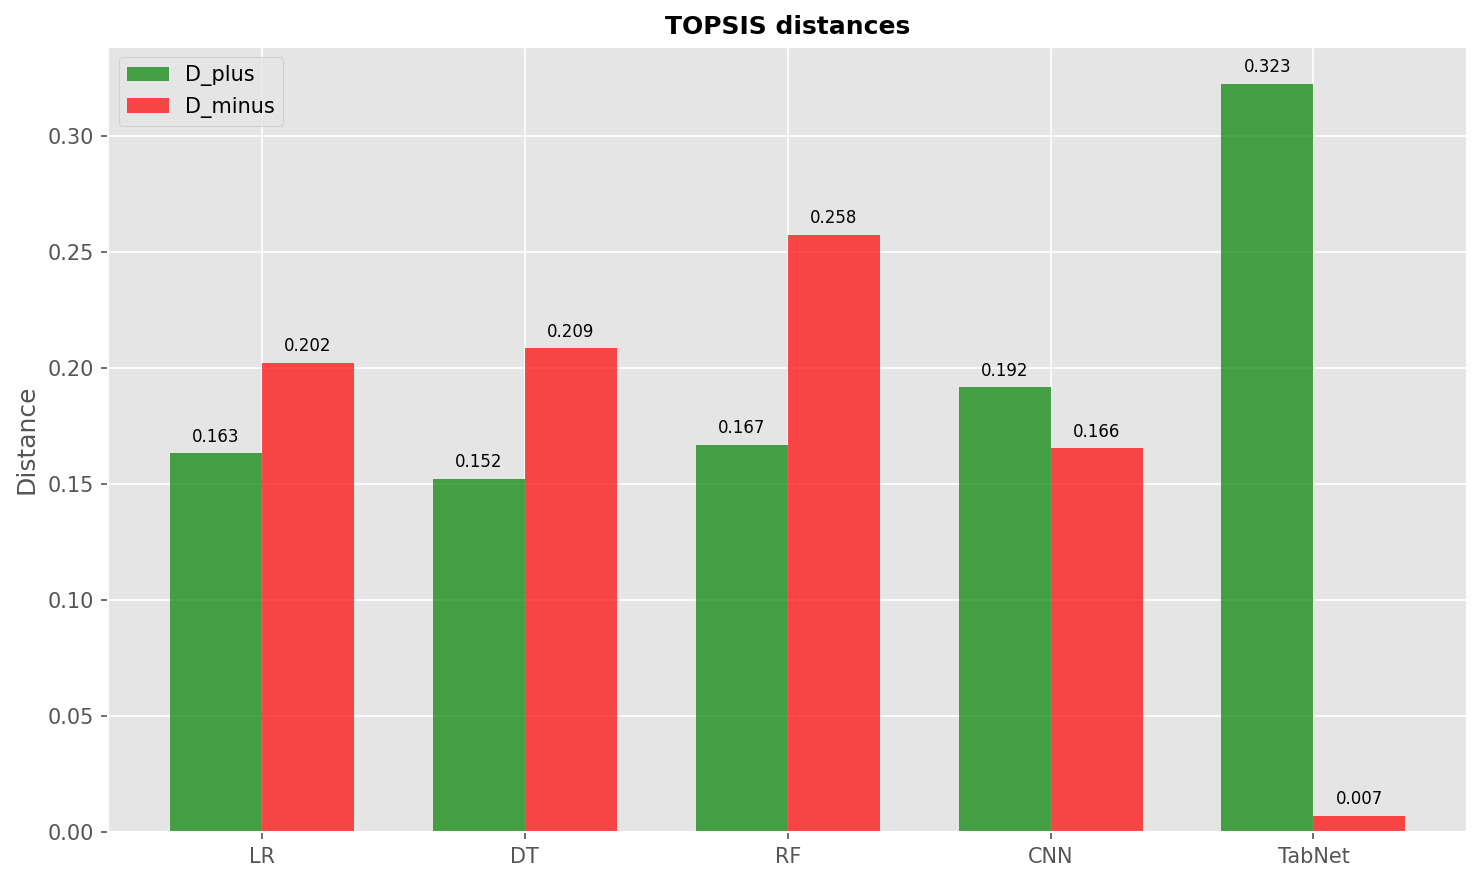 TOPSIS distances
D_plus
D_minus
Distance
0.30
0.25
0.20
0.15
0.10
0.05
0.00
0.163
0.202
0.152
0.209
0.167
0.258
0.192
0.166
0.323
0.007
LR
DT
RF
CNN
TabNet